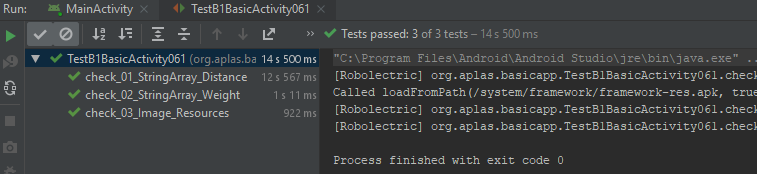 Run: MainActivity TestB1BasicActivity061
>> Tests passed: 3 of 3 tests – 14 s 500 ms
TestB1BasicActivity061 (org.aplas.ba 14 s 500 ms
check_01_StringArray_Distance 12 s 567 ms
check_02_StringArray_Weight 1 s 11 ms
check_03_Image_Resources 922 ms
"C:\Program Files\Android\Android Studio\jre\bin\java.exe" ..
[Robolectric] org.aplas.basicapp.TestB1BasicActivity061.chec
Called loadFromPath(/system/framework/framework-res.apk, true
[Robolectric] org.aplas.basicapp.TestB1BasicActivity061.chec
[Robolectric] org.aplas.basicapp.TestB1BasicActivity061.chec
Process finished with exit code 0